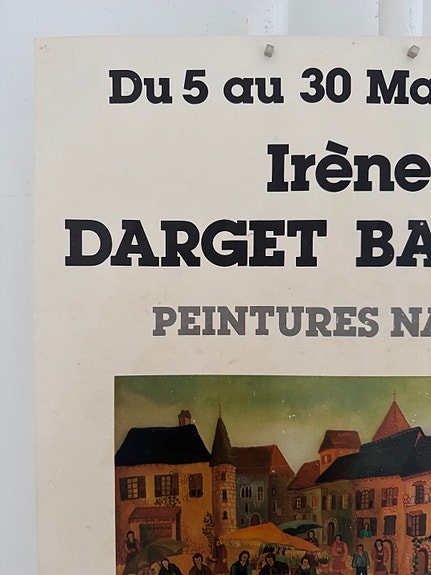 Du 5 au 30 Ma
Irène
DARGET BA
PEINTURES NA